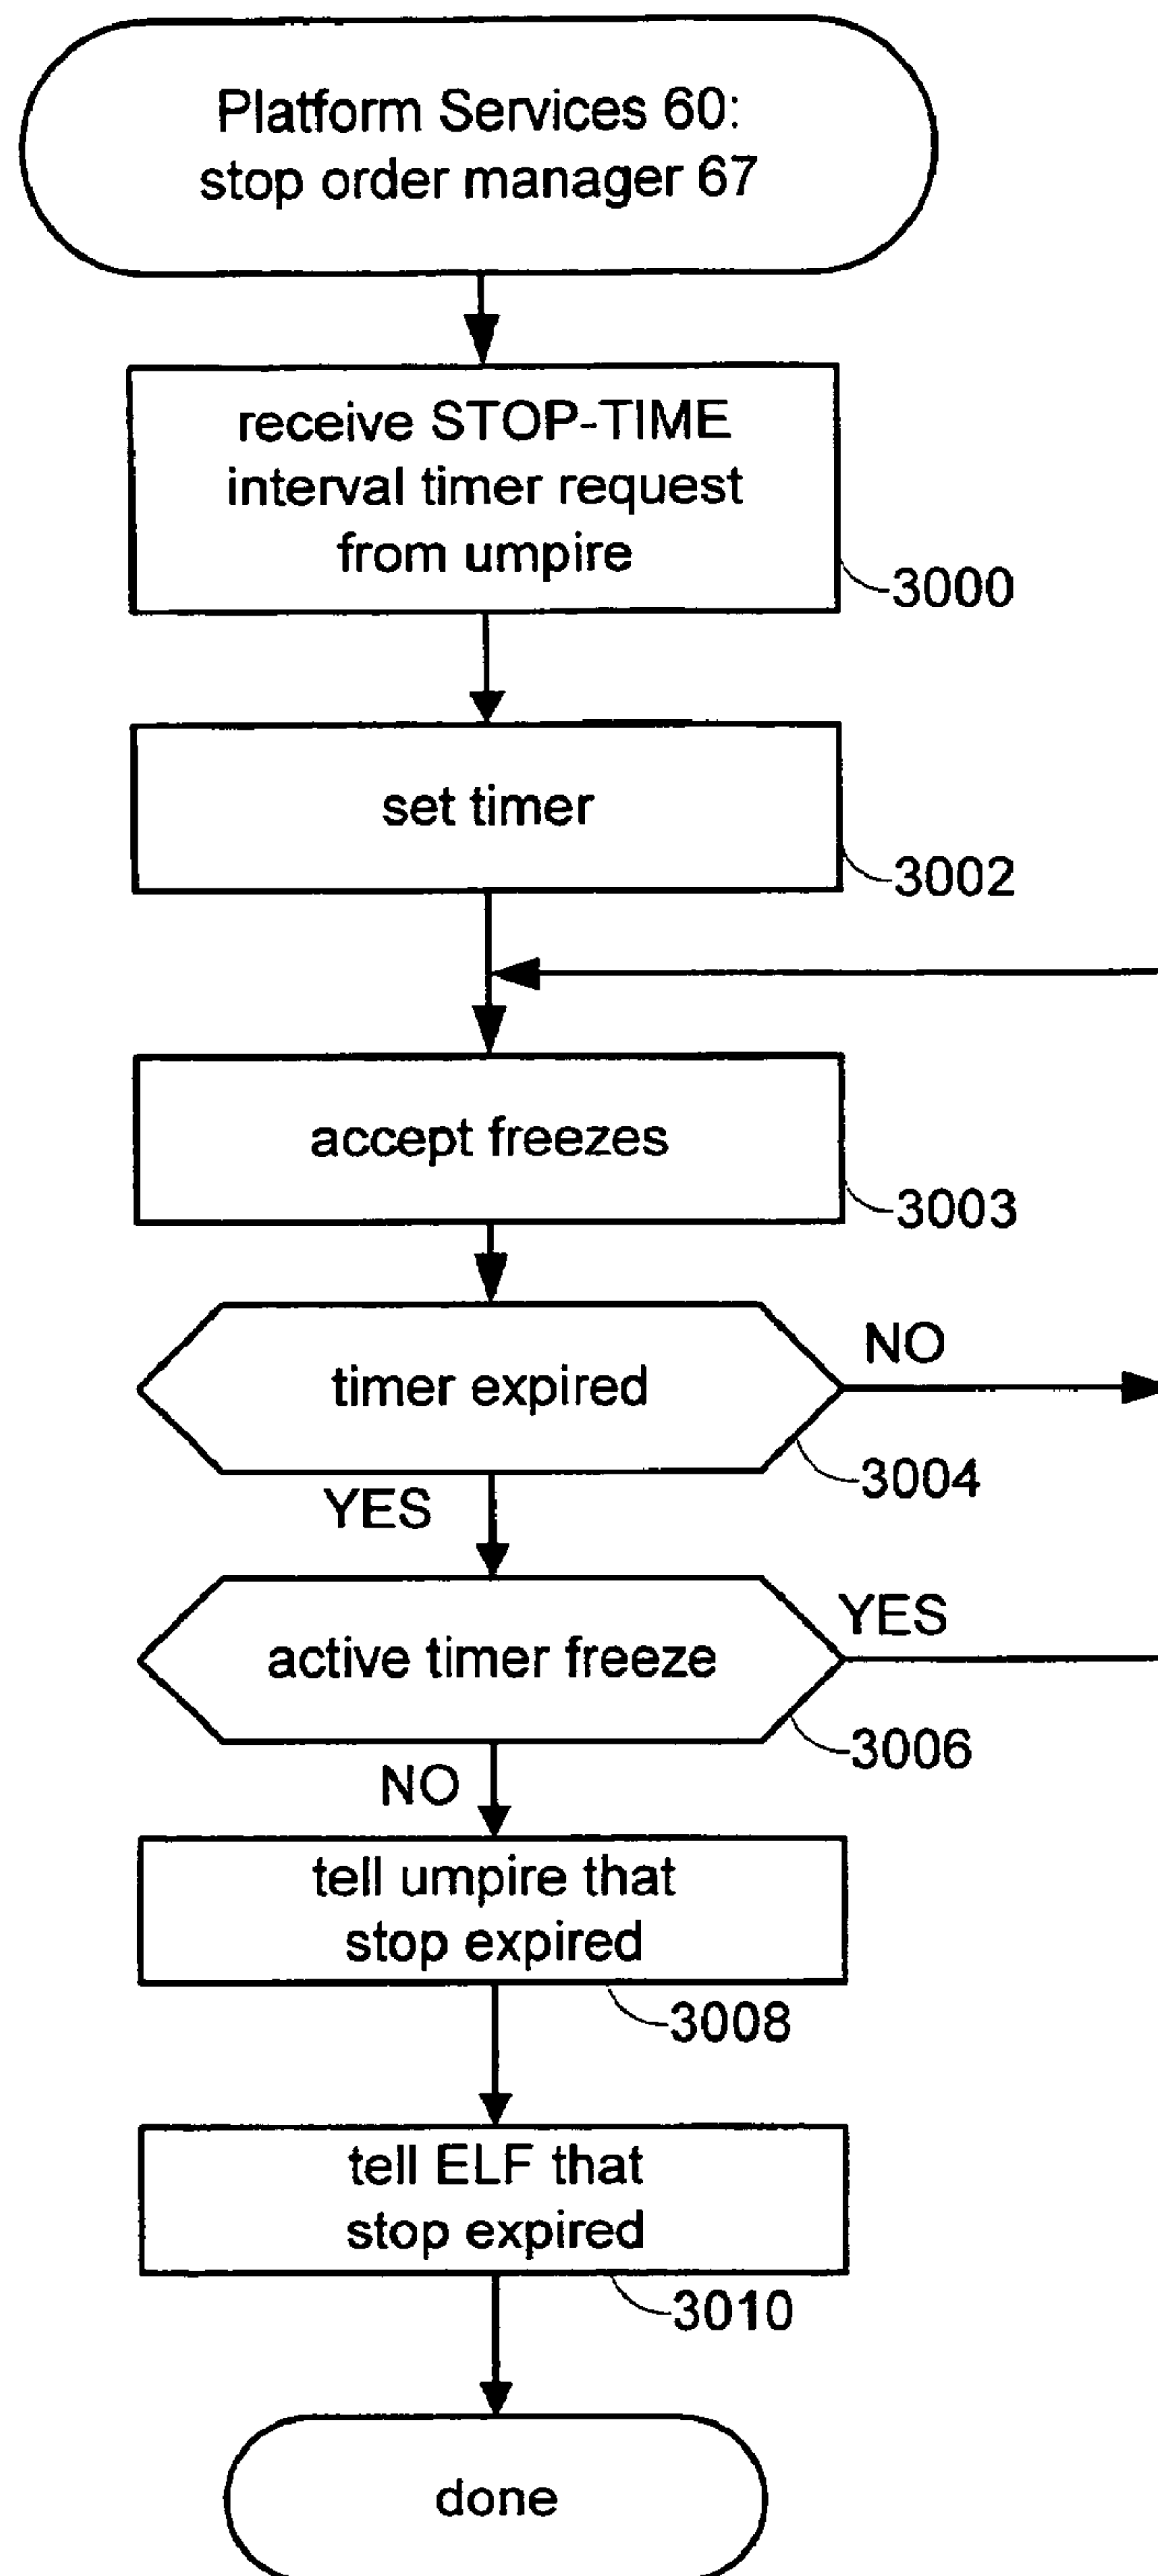 Platform Services 60:
stop order manager 67
receive STOP-TIME
interval timer request
from umpire
3000
set timer
3002
accept freezes
3003
timer expired
NO
3004
YES
active timer freeze
YES
3006
NO
tell umpire that
stop expired
3008
tell ELF that
stop expired
3010
done